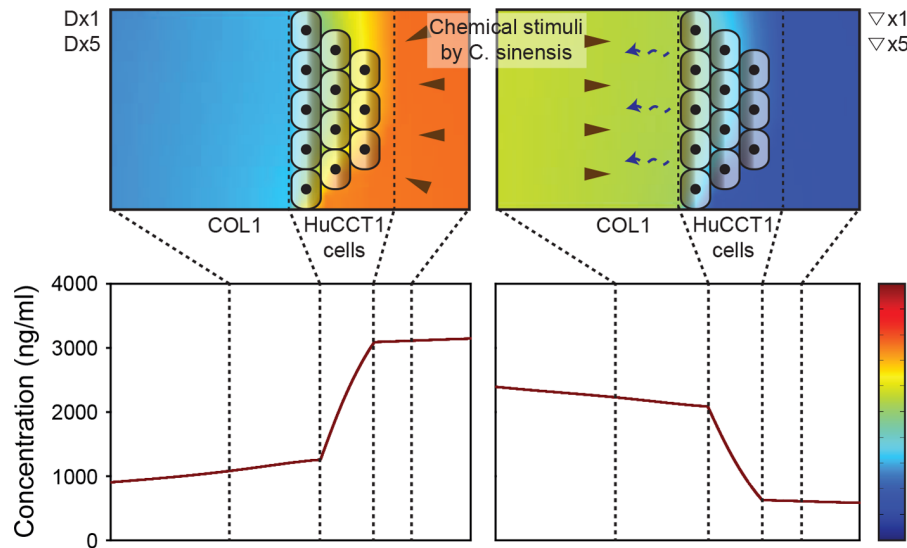 Dx1
Dx5
Chemical stimuli
by C. sinensis
▽x1
▽x5
COL1
HuCCT1
cells
COL1
HuCCT1
cells
Concentration (ng/ml)
4000
3000
2000
1000
0